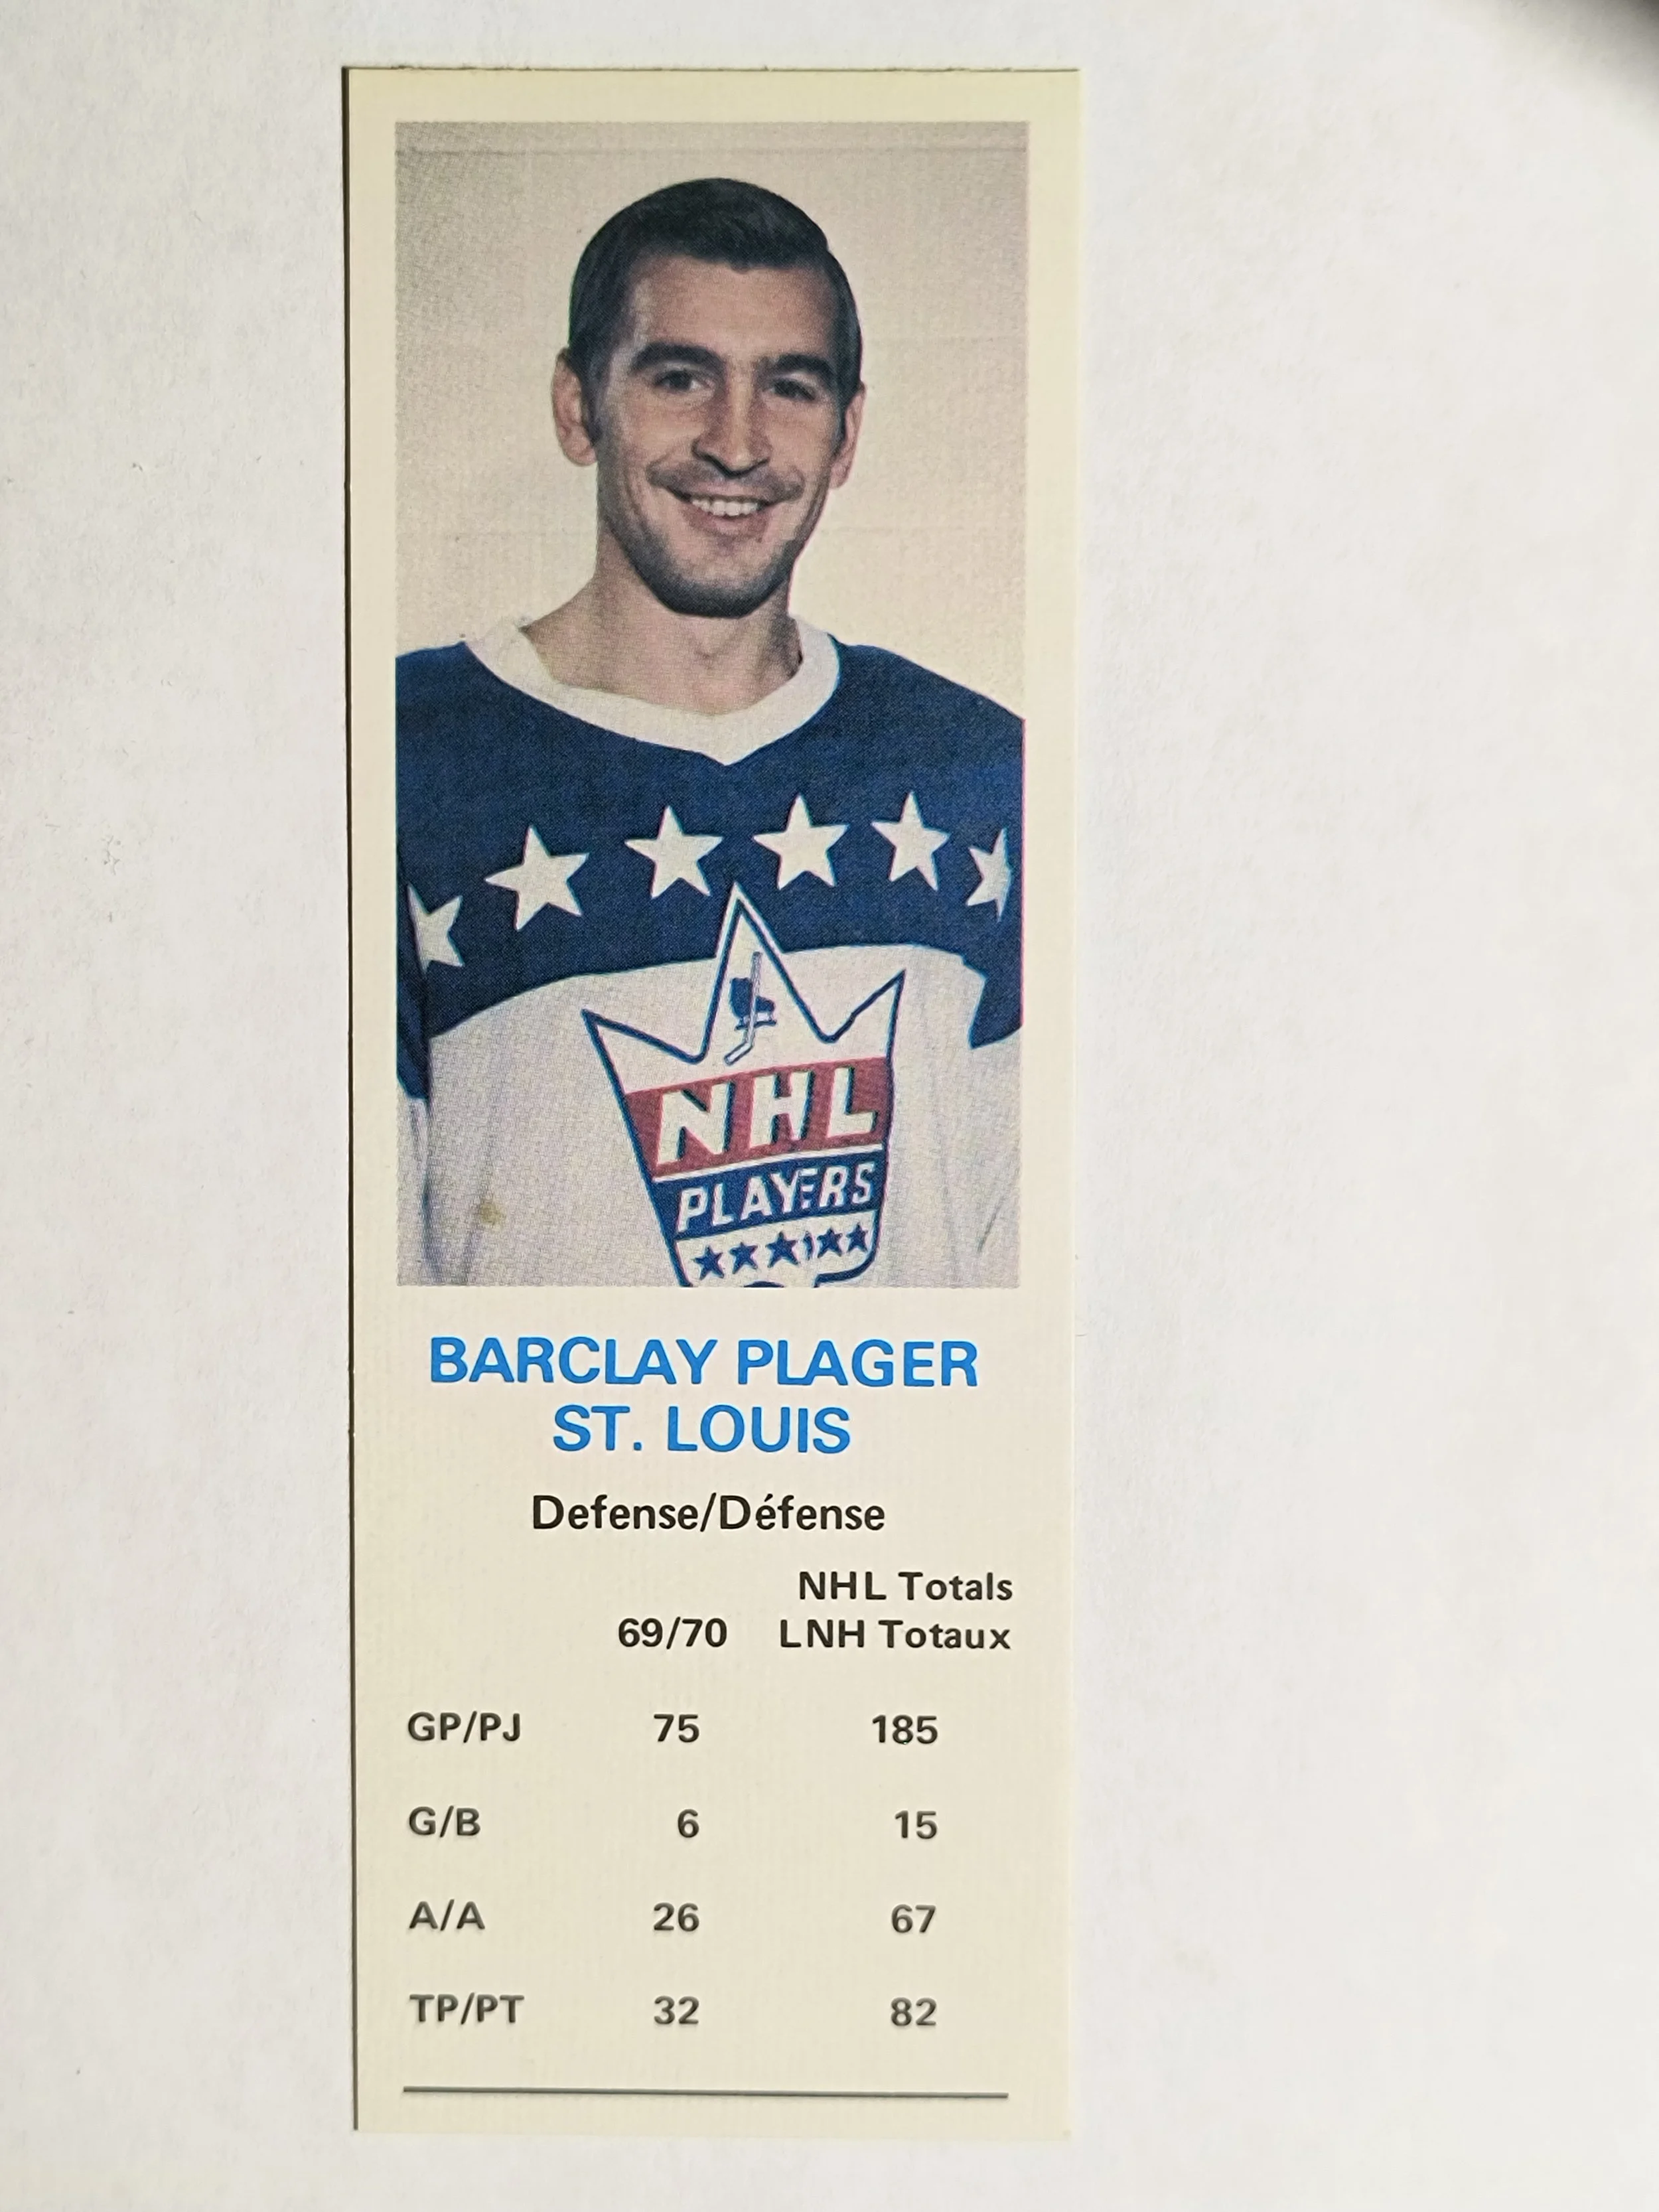 NHL
PLAYERS
BARCLAY PLAGER
ST. LOUIS
Defense/Défense
NHL Totals
69/70 LNH Totaux
GP/PJ 75 185
G/B 6 15
A/A 26 67
TP/PT 32 82